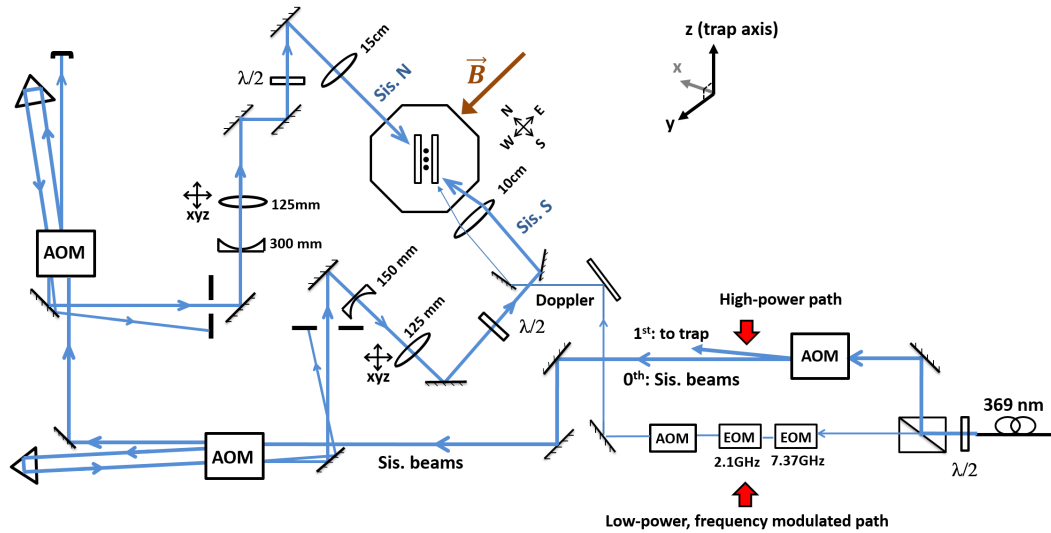 z (trap axis)
x
y
15cm
λ/2
Sis. N
B
N
E
W
S
10cm
Sis. S
xyz
125mm
300 mm
AOM
150 mm
125 mm
xyz
λ/2
Doppler
High-power path
1st: to trap
AOM
0th: Sis. beams
369 nm
λ/2
AOM
EOM
EOM
2.1GHz
7.37GHz
AOM
Sis. beams
Low-power, frequency modulated path